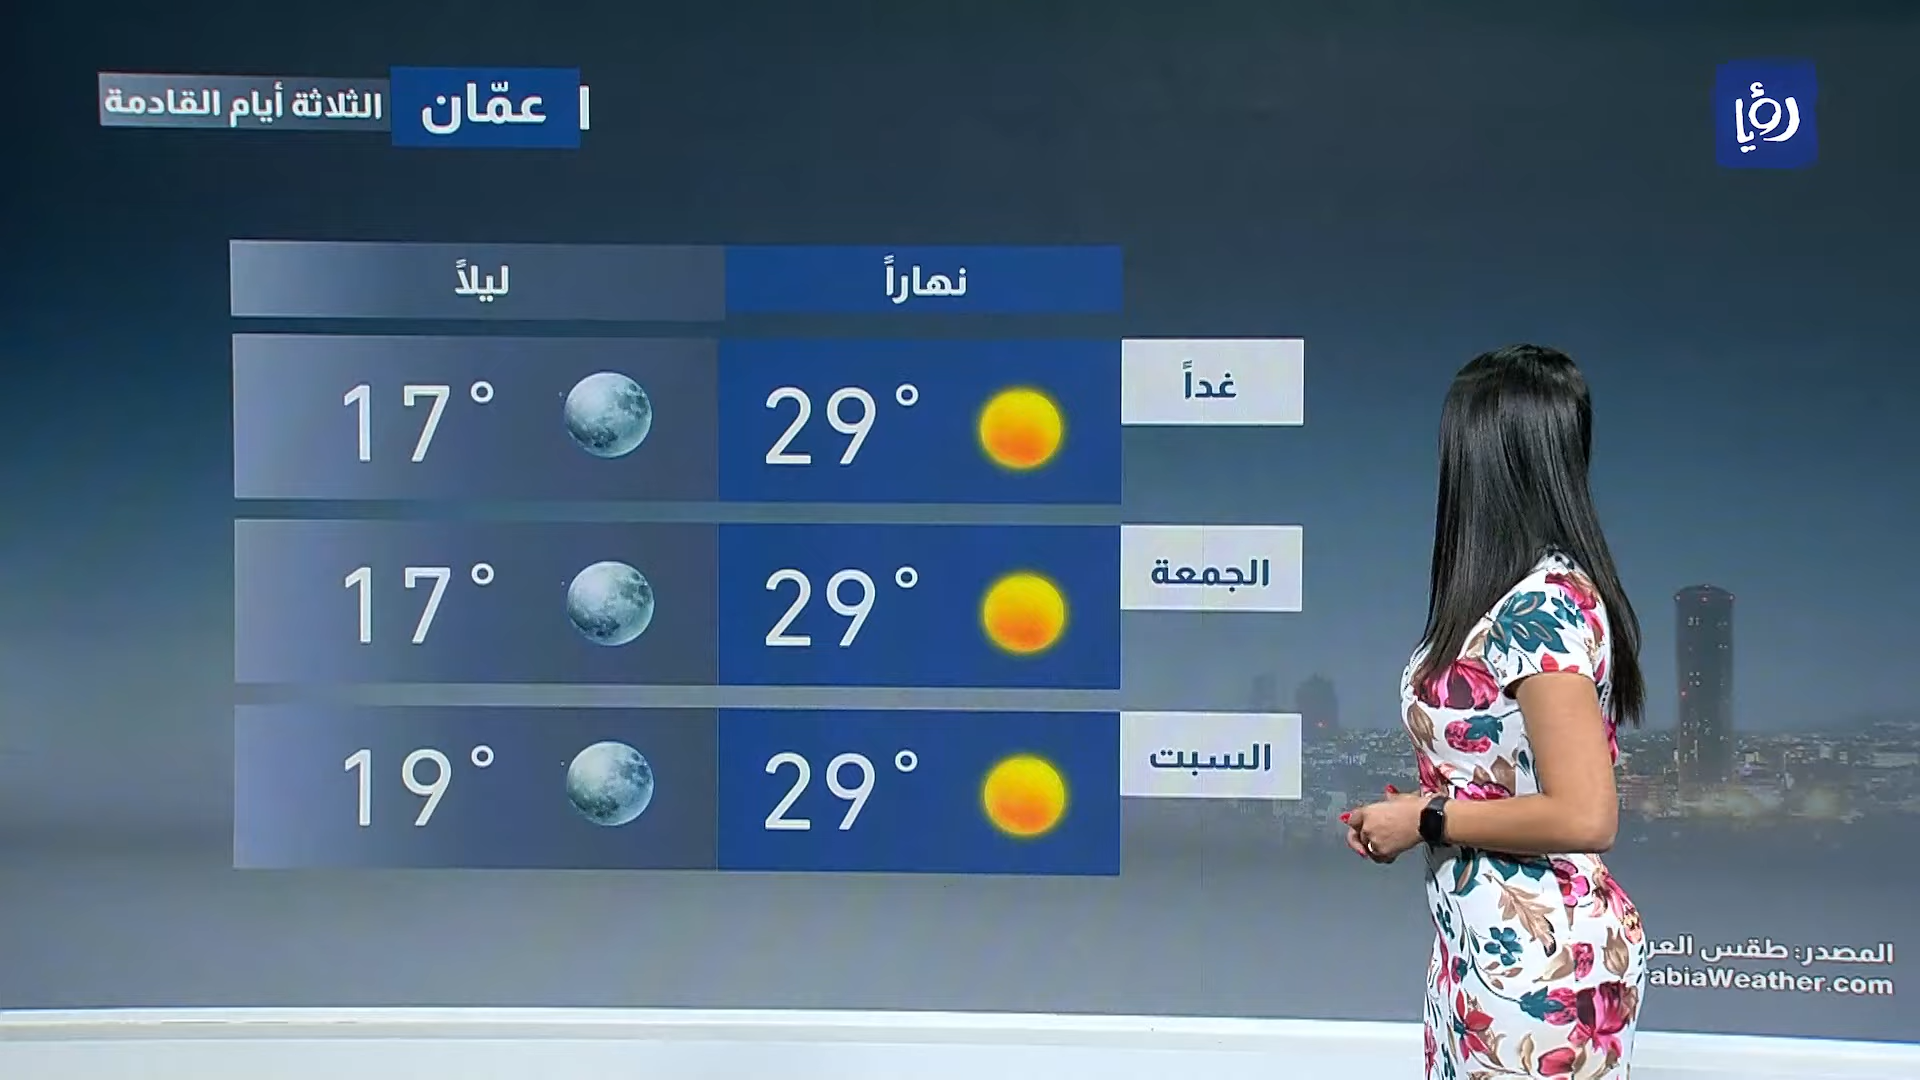 عمّان الثلاثة أيام القادمة
رؤيا
نهاراً ليلاً
غداً 29° 17°
الجمعة 29° 17°
السبت 29° 19°
المصدر: طقس
abiaWeather.com